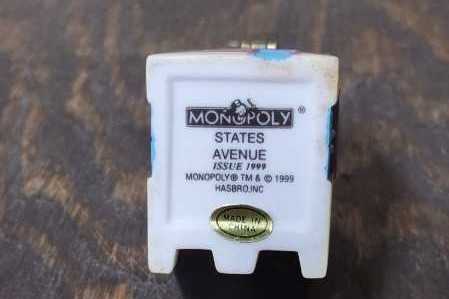 MONOPOLY®
STATES
AVENUE
ISSUE 1999
MONOPOLY® TM & © 1999
HASBRO, INC
MADE IN
CHINA